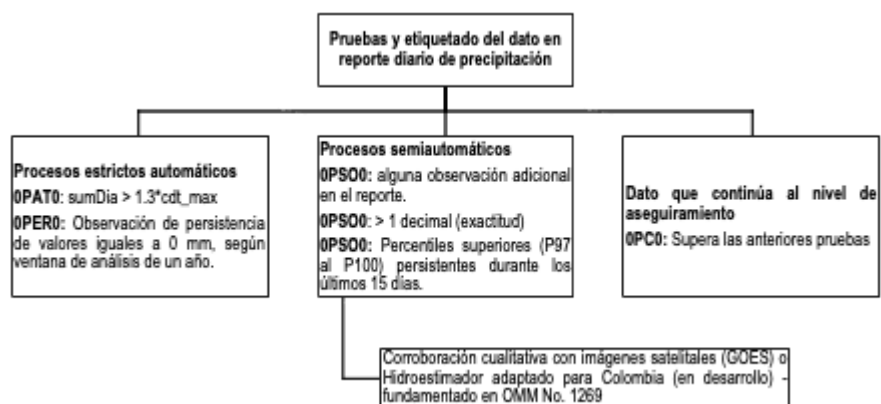 Pruebas y etiquetado del dato en
reporte diario de precipitación
Procesos estrictos automáticos
0PAT0: sumDia > 1.3*cdt_max
0PER0: Observación de persistencia
de valores iguales a 0 mm, según
ventana de análisis de un año.
Procesos semiautomáticos
0PSO0: alguna observación adicional
en el reporte.
0PSO0: > 1 decimal (exactitud)
0PSO0: Percentiles superiores (P97
al P100) persistentes durante los
últimos 15 días.
Dato que continúa al nivel de
aseguiramiento
0PC0: Supera las anteriores pruebas
Corroboración cualitativa con imágenes satelitales (GOES) o
Hidroestimador adaptado para Colombia (en desarrollo) -
fundamentado en OMM No. 1269